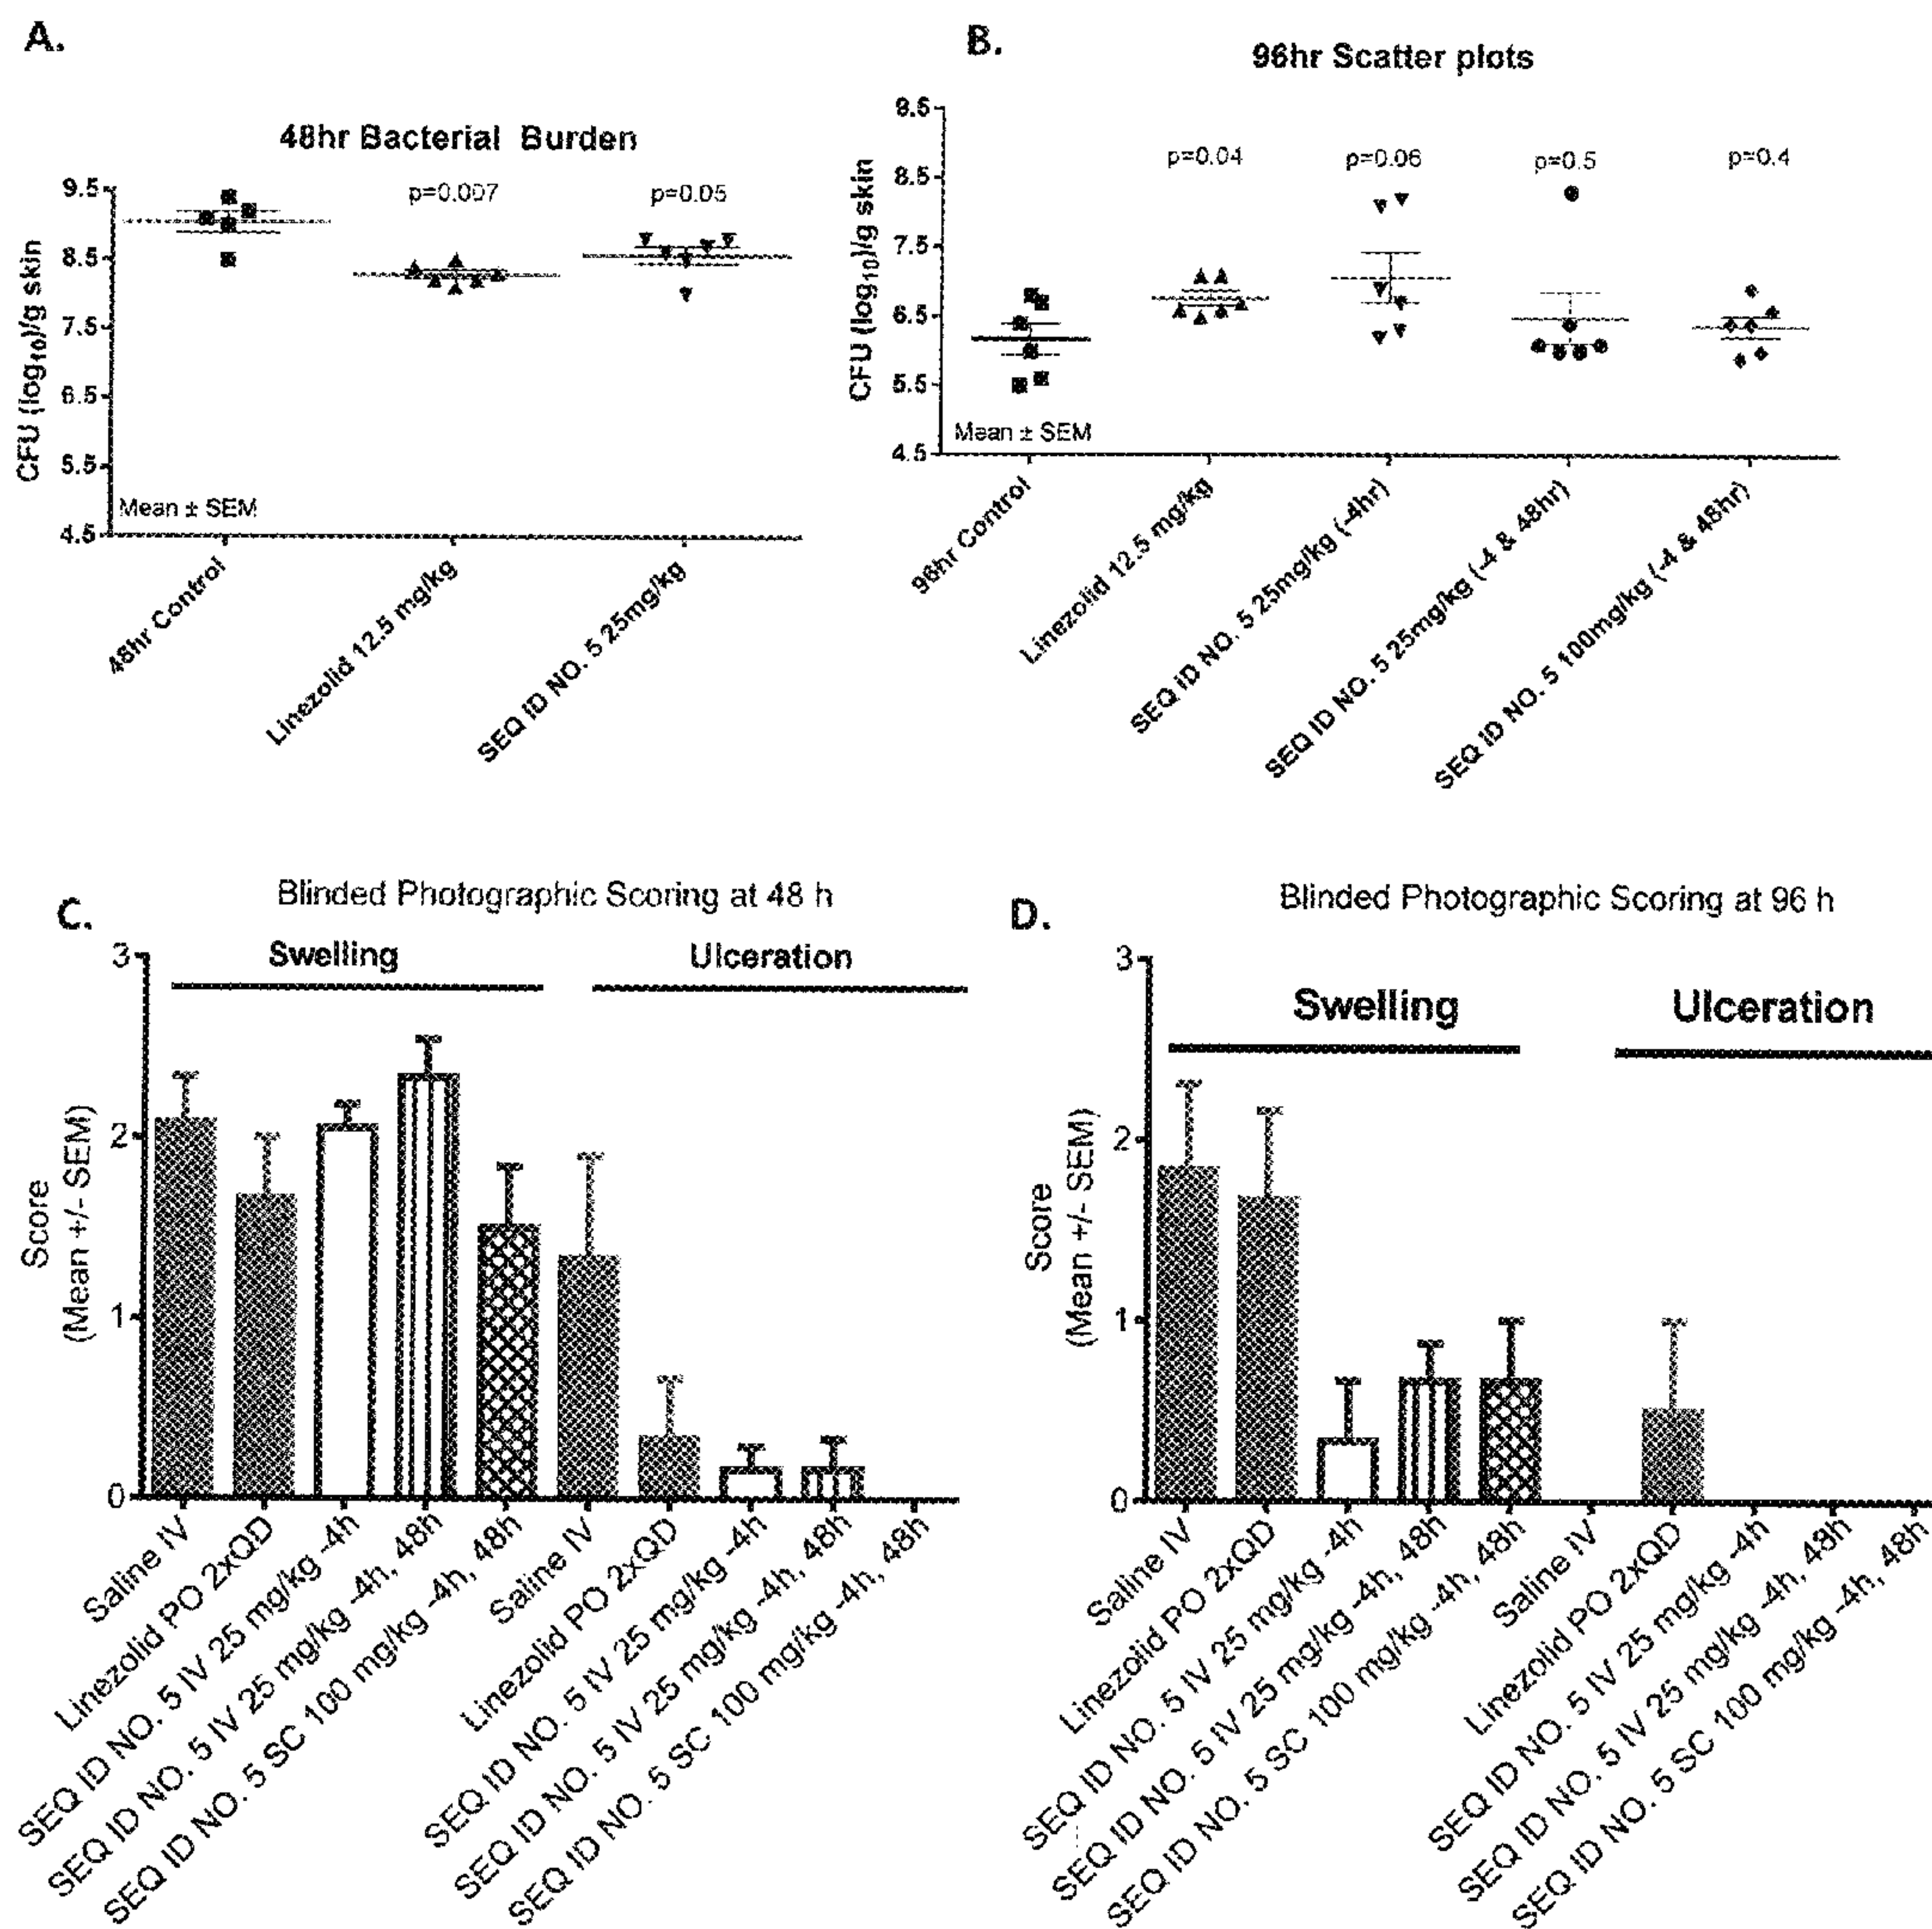 A.
48hr Bacterial Burden
p=0.007
p=0.05
CFU (log10)/g skin
9.5
8.5
7.5
6.5
5.5
4.5
Mean ± SEM
48hr Control
Linezolid 12.5 mg/kg
SEQ ID NO. 5 25mg/kg
B.
96hr Scatter plots
p=0.04
p=0.06
p=0.5
p=0.4
CFU (log10)/g skin
9.5
8.5
7.5
6.5
5.5
4.5
Mean ± SEM
96hr Control
Linezolid 12.5 mg/kg
SEQ ID NO. 5 25mg/kg (-4hr)
SEQ ID NO. 5 25mg/kg (-4 & 48hr)
SEQ ID NO. 5 100mg/kg (-4 & 48hr)
C.
Blinded Photographic Scoring at 48 h
Swelling
Ulceration
Score
(Mean +/- SEM)
3
2
1
0
Saline IV
Linezolid PO 2xQD
SEQ ID NO. 5 IV 25 mg/kg -4h
SEQ ID NO. 5 IV 25 mg/kg -4h, 48h
SEQ ID NO. 5 SC 100 mg/kg -4h, 48h
Saline IV
Linezolid PO 2xQD
SEQ ID NO. 5 IV 25 mg/kg -4h
SEQ ID NO. 5 IV 25 mg/kg -4h, 48h
SEQ ID NO. 5 SC 100 mg/kg -4h, 48h
D.
Blinded Photographic Scoring at 96 h
Swelling
Ulceration
Score
(Mean +/- SEM)
3
2
1
0
Saline IV
Linezolid PO 2xQD
SEQ ID NO. 5 IV 25 mg/kg -4h
SEQ ID NO. 5 IV 25 mg/kg -4h, 48h
SEQ ID NO. 5 SC 100 mg/kg -4h, 48h
Saline IV
Linezolid PO 2xQD
SEQ ID NO. 5 IV 25 mg/kg -4h
SEQ ID NO. 5 IV 25 mg/kg -4h, 48h
SEQ ID NO. 5 SC 100 mg/kg -4h, 48h